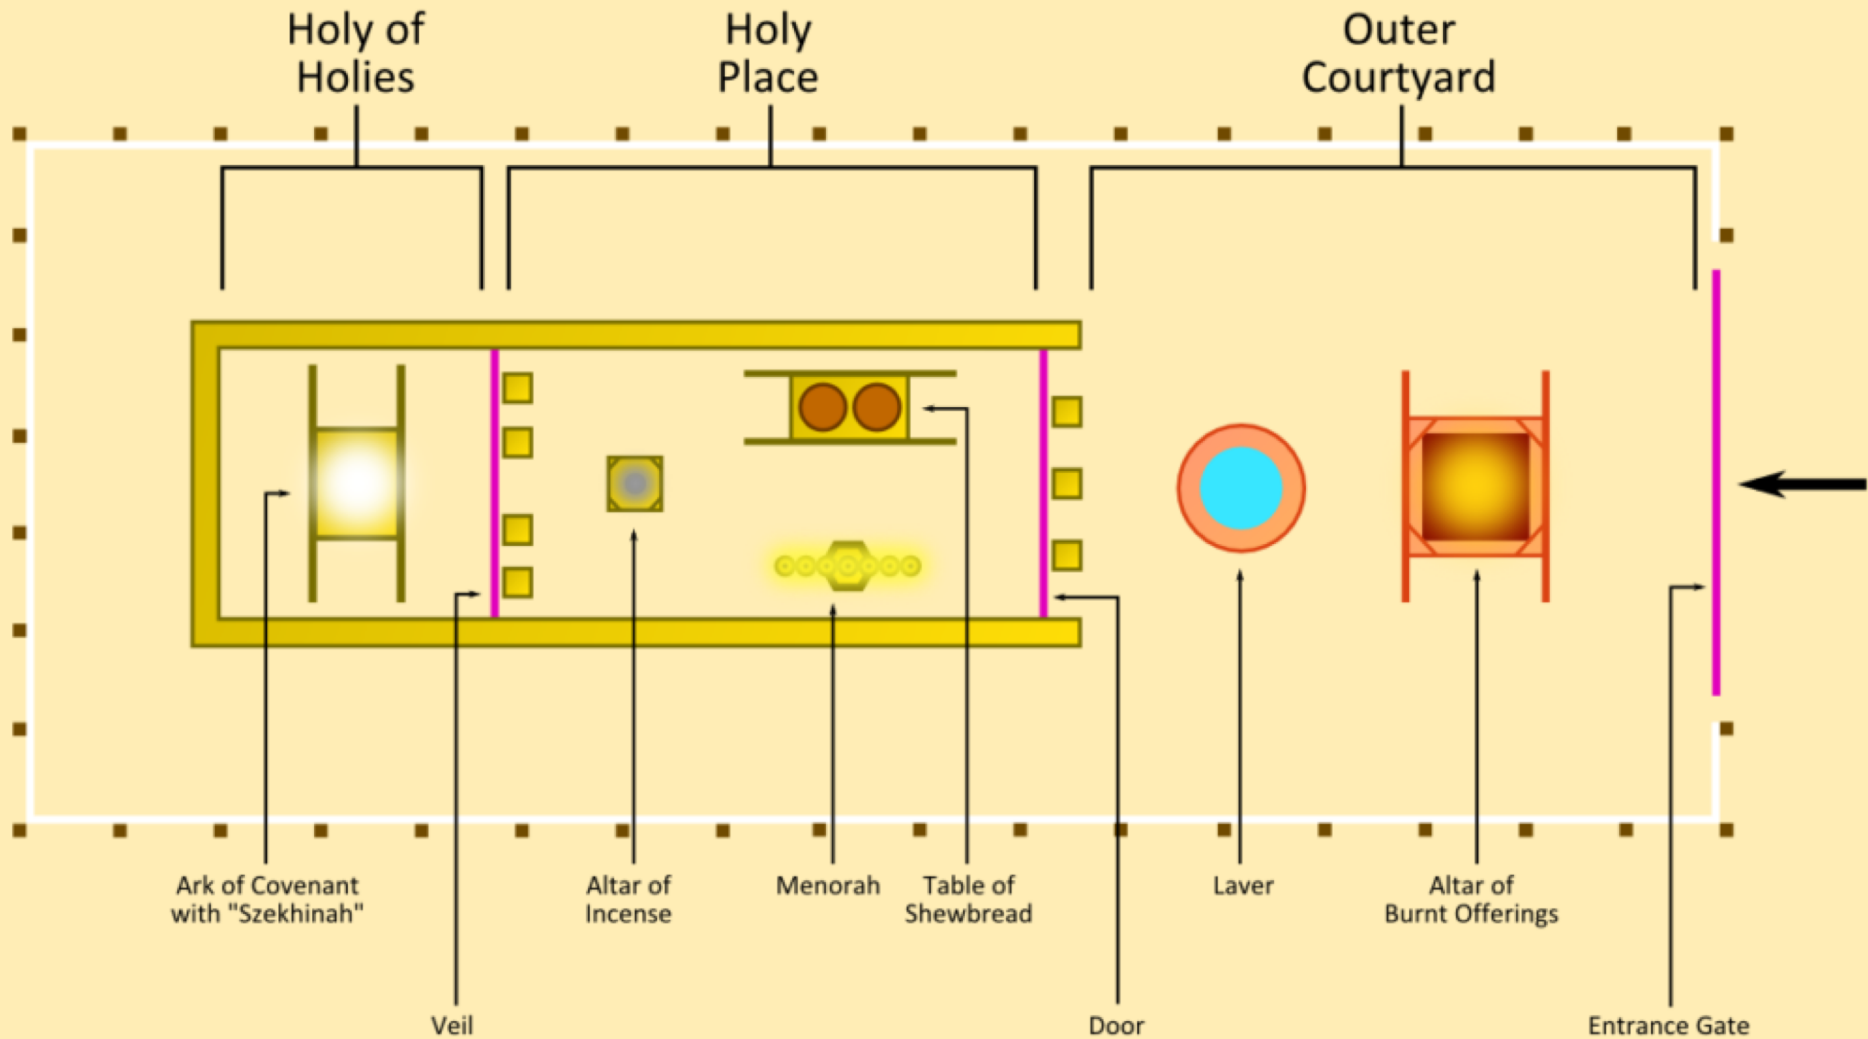 Holy of
Holies
Holy
Place
Outer
Courtyard
Ark of Covenant
with "Szekhinah"
Altar of
Incense
Menorah
Table of
Shewbread
Laver
Altar of
Burnt Offerings
Veil
Door
Entrance Gate